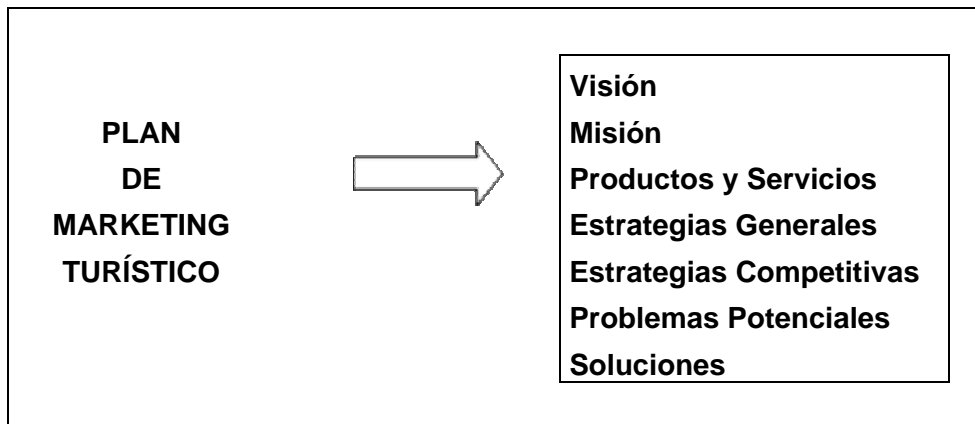 PLAN
DE
MARKETING
TURÍSTICO
Visión
Misión
Productos y Servicios
Estrategias Generales
Estrategias Competitivas
Problemas Potenciales
Soluciones